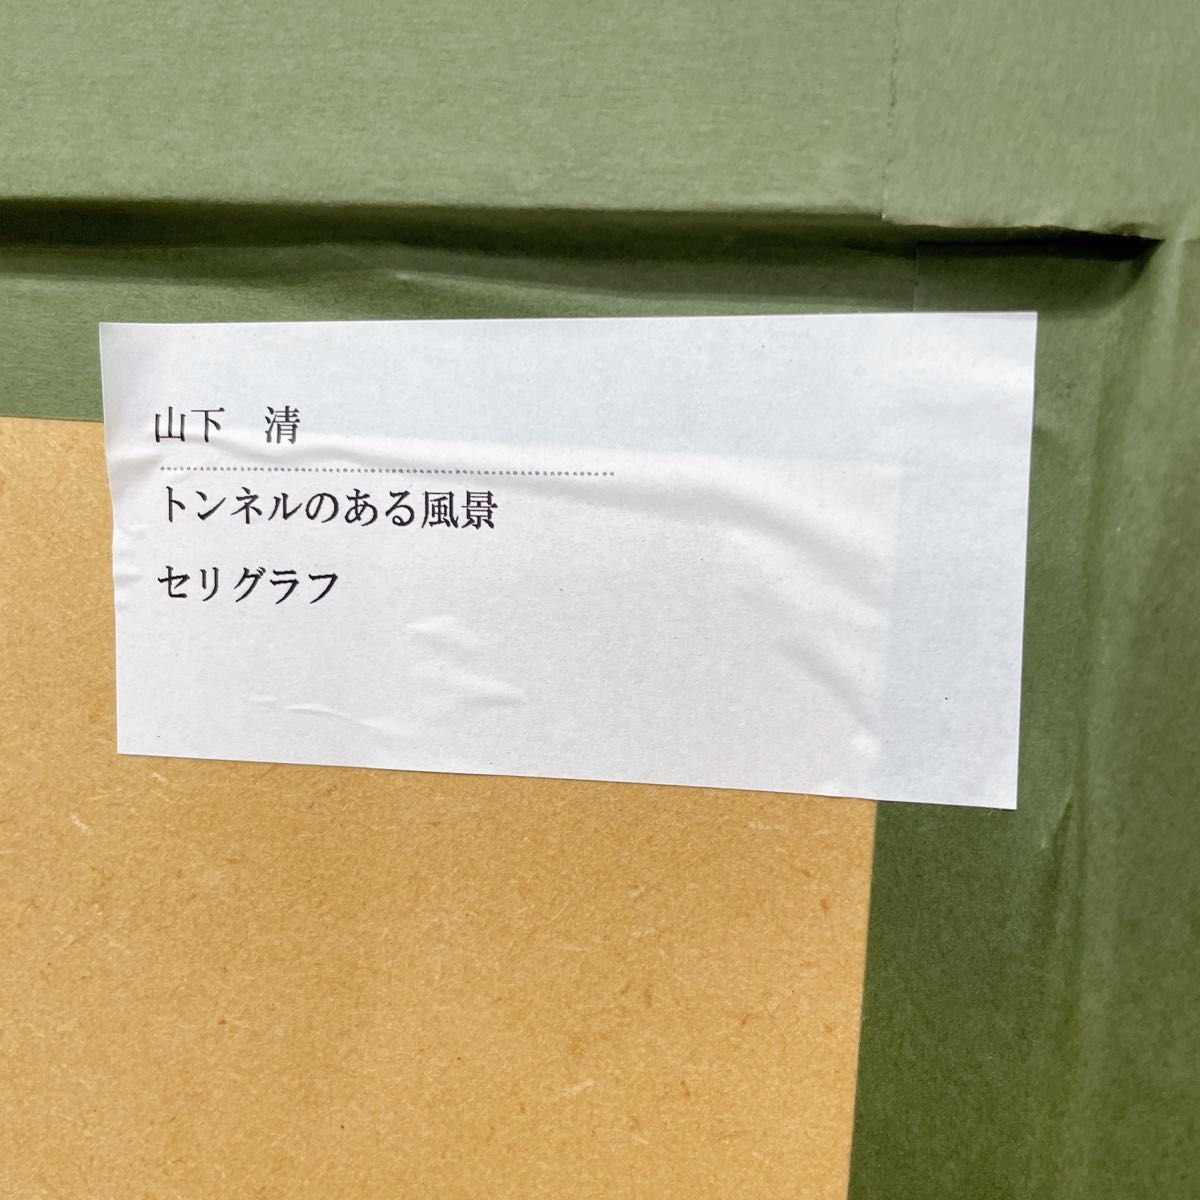 山下　清
トンネルのある風景
セリグラフ